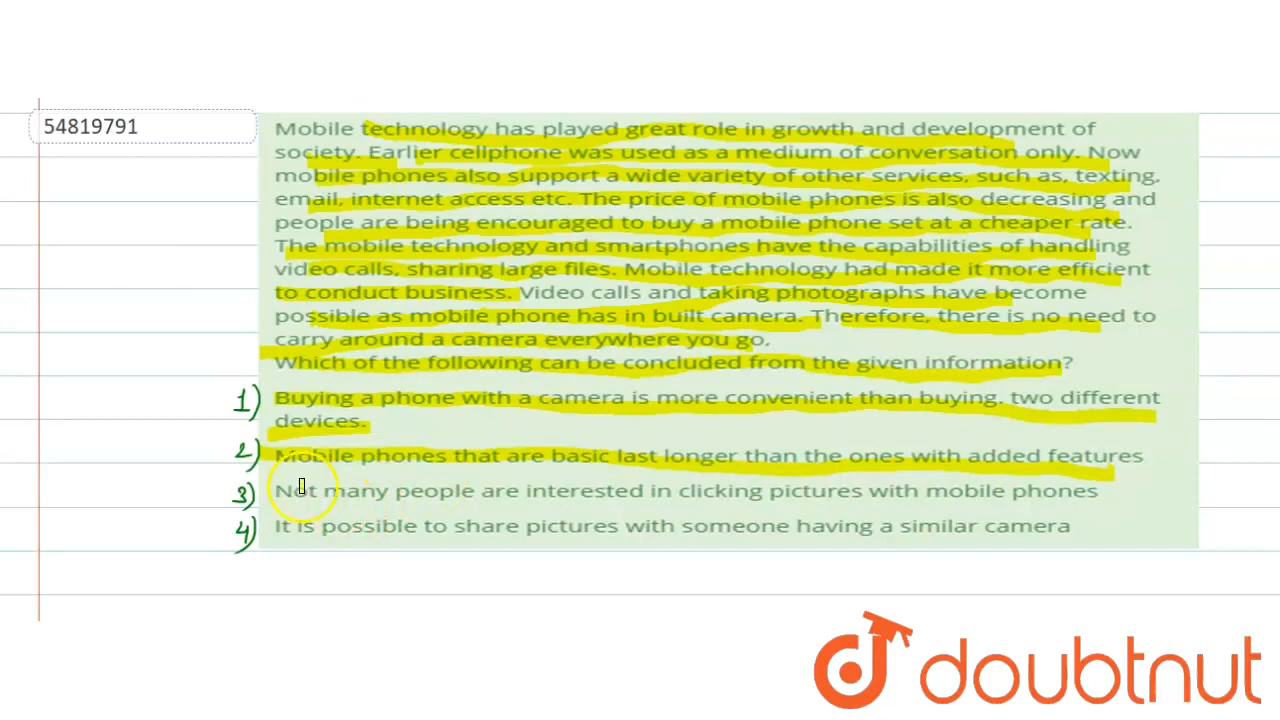 54819791
Mobile technology has played great role in growth and development of
society. Earlier cellphone was used as a medium of conversation only. Now
mobile phones also support a wide variety of other services, such as, texting,
email, internet access etc. The price of mobile phones is also decreasing and
people are being encouraged to buy a mobile phone set at a cheaper rate.
The mobile technology and smartphones have the capabilities of handling
video calls, sharing large files. Mobile technology had made it more efficient
to conduct business. Video calls and taking photographs have become
possible as mobile phone has in built camera. Therefore, there is no need to
carry around a camera everywhere you go.
Which of the following can be concluded from the given information?
1) Buying a phone with a camera is more convenient than buying. two different
devices.
2) Mobile phones that are basic last longer than the ones with added features
3) Not many people are interested in clicking pictures with mobile phones
4) It is possible to share pictures with someone having a similar camera
doubtnut